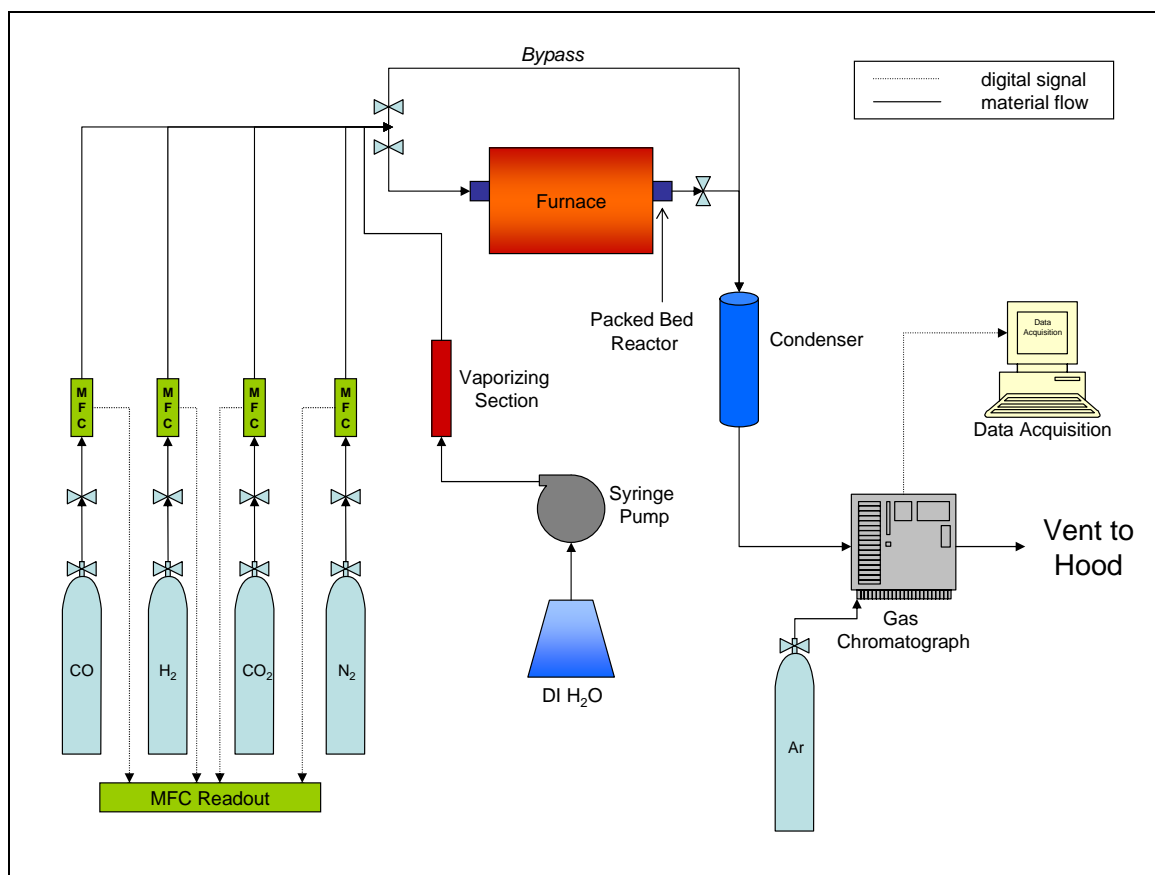 Bypass
digital signal
material flow
Furnace
Packed Bed
Reactor
Condenser
Data
Acquisition
Data Acquisition
Vaporizing
Section
M
F
C
M
F
C
M
F
C
M
F
C
Syringe
Pump
Vent to
Hood
Gas
Chromatograph
CO
H₂
CO₂
N₂
DI H₂O
Ar
MFC Readout